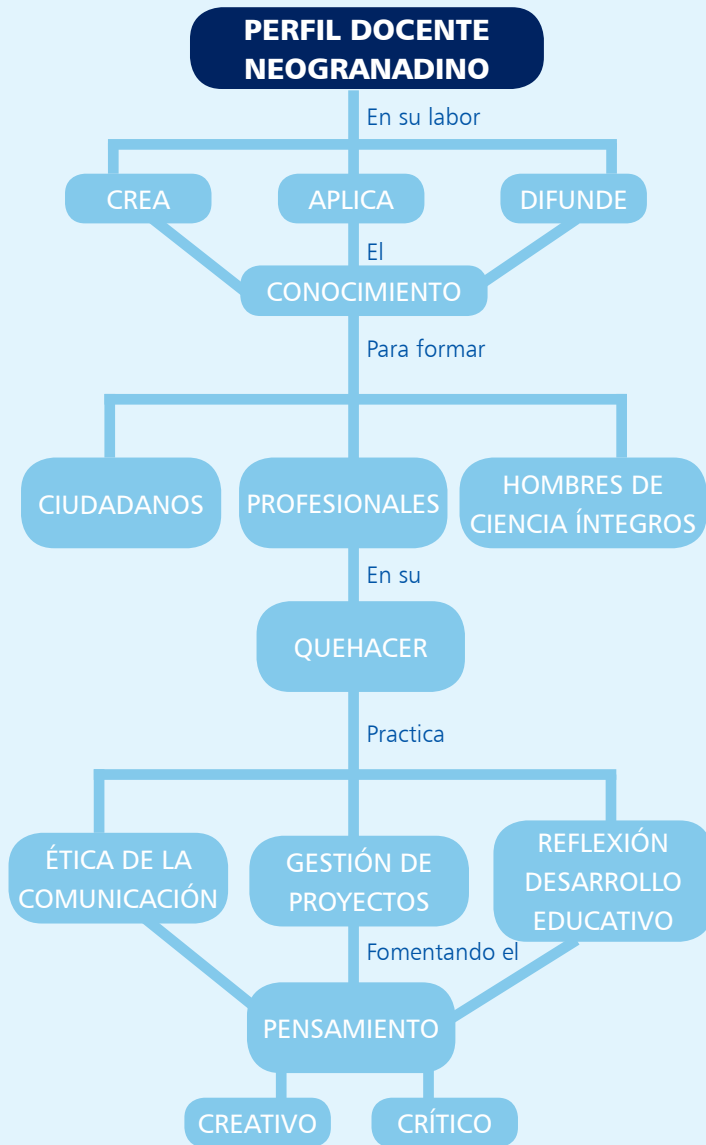 PERFIL DOCENTE
NEOGRANADINO
En su labor
CREA
APLICA
DIFUNDE
El
CONOCIMIENTO
Para formar
CIUDADANOS
PROFESIONALES
HOMBRES DE
CIENCIA ÍNTEGROS
En su
QUEHACER
Practica
ÉTICA DE LA
COMUNICACIÓN
GESTIÓN DE
PROYECTOS
REFLEXIÓN
DESARROLLO
EDUCATIVO
Fomentando el
PENSAMIENTO
CREATIVO
CRÍTICO